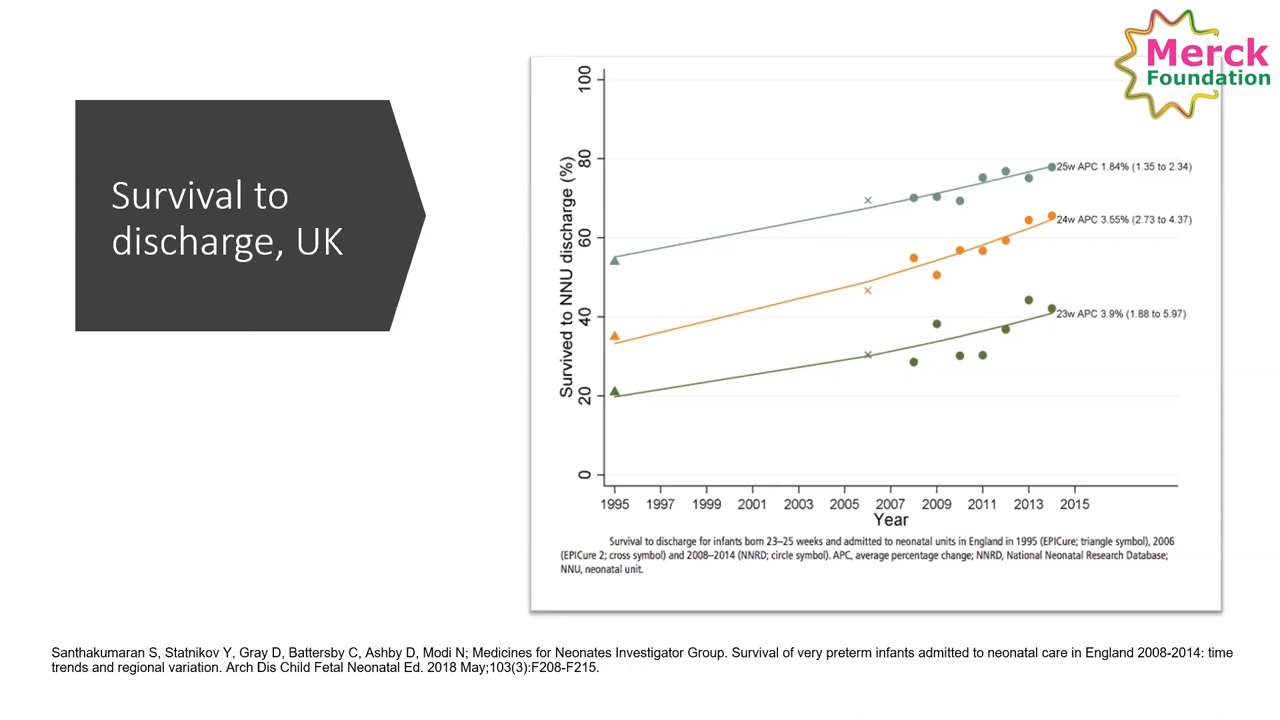 Merck
Foundation
Survival to
discharge, UK
Survived to NNU discharge (%)
100
80
60
40
20
0
25w APC 1.84% (1.35 to 2.34)
24w APC 3.55% (2.73 to 4.37)
23w APC 3.9% (1.88 to 5.97)
1995 1997 1999 2001 2003 2005 2007 2009 2011 2013 2015
Year
Survival to discharge for infants born 23–25 weeks and admitted to neonatal units in England in 1995 (EPICure; triangle symbol), 2006
(EPICure 2; cross symbol) and 2008–2014 (NNRD; circle symbol). APC, average percentage change; NNRD, National Neonatal Research Database;
NNU, neonatal unit.
Santhakumaran S, Statnikov Y, Gray D, Battersby C, Ashby D, Modi N; Medicines for Neonates Investigator Group. Survival of very preterm infants admitted to neonatal care in England 2008-2014: time
trends and regional variation. Arch Dis Child Fetal Neonatal Ed. 2018 May;103(3):F208-F215.